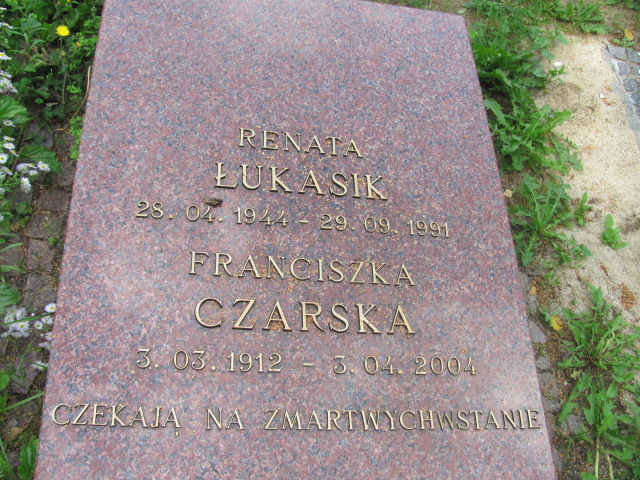 RENATA
ŁUKASIK
28. 04. 1944 - 29. 09. 1991
FRANCISZKA
CZARSKA
3. 03. 1912 - 3. 04. 2004
CZEKAJĄ NA ZMARTWYCHWSTANIE